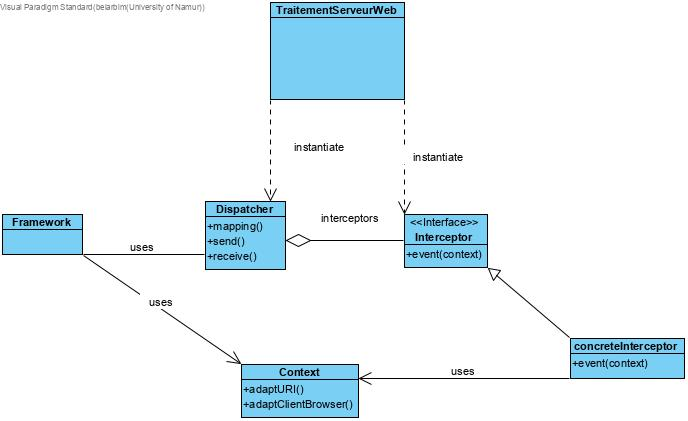 Visual Paradigm Standard(belarbim(University of Namur))
TraitementServeurWeb
instantiate
instantiate
Framework
Dispatcher
+mapping()
+send()
+receive()
interceptors
<<Interface>>
Interceptor
+event(context)
uses
uses
concreteInterceptor
+event(context)
Context
+adaptURI()
+adaptClientBrowser()
uses